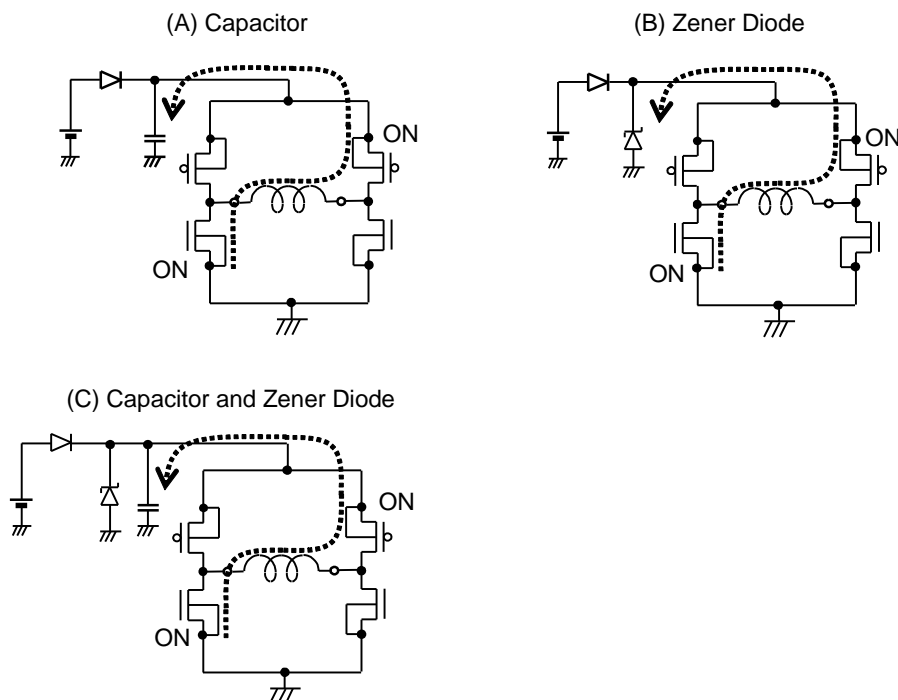 (A) Capacitor
(B) Zener Diode
ON
ON
ON
ON
(C) Capacitor and Zener Diode
ON
ON